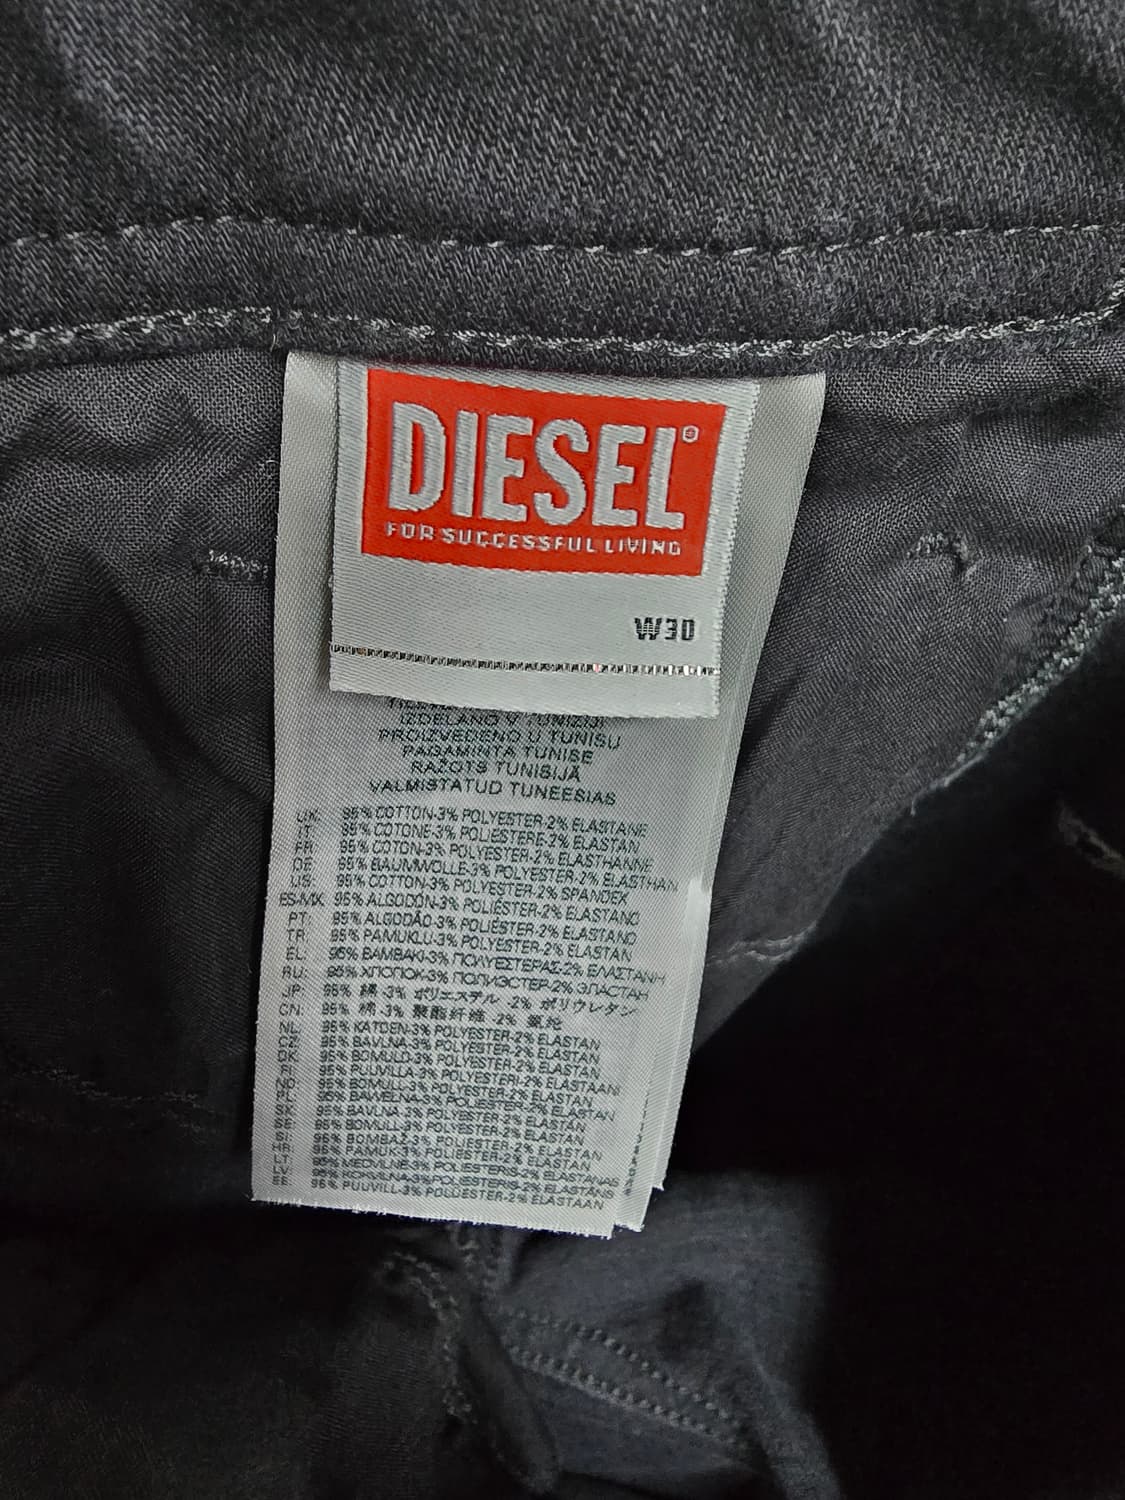 DIESEL®
FOR SUCCESSFUL LIVING
W30
IZDELANO V TUNIZIJI
PROIZVEDENO U TUNISU
PAGAMINTA TUNISE
RAŽOTS TUNISIJĀ
VALMISTATUD TUNEESIAS
UK: 95% COTTON-3% POLYESTER-2% ELASTANE
IT: 95% COTONE-3% POLIESTERE-2% ELASTAN
FR: 95% COTON-3% POLYESTER-2% ELASTHANNE
DE: 95% BAUMWOLLE-3% POLYESTER-2% ELASTHAN
US: 95% COTTON-3% POLYESTER-2% SPANDEX
ES-MX: 95% ALGODÓN-3% POLIÉSTER-2% ELASTANO
PT: 95% ALGODÃO-3% POLIÉSTER-2% ELASTANO
TR: 95% PAMUKLU-3% POLYESTER-2% ELASTAN
EL: 95% ΒΑΜΒΑΚΙ-3% ΠΟΛΥΕΣΤΕΡΑΣ-2% ΕΛΑΣΤΑΝΗ
RU: 95% ХЛОПОК-3% ПОЛИЭСТЕР-2% ЭЛАСТАН
JP: 95% 綿 -3% ポリエステル -2% ポリウレタン
CN: 95% 棉 -3% 聚酯纤维 -2% 氨纶
NL: 95% KATOEN-3% POLYESTER-2% ELASTAN
CZ: 95% BAVLNA-3% POLYESTER-2% ELASTAN
DK: 95% BOMULD-3% POLYESTER-2% ELASTAN
FI: 95% PUUVILLA-3% POLYESTERI-2% ELASTAANI
NO: 95% BOMULL-3% POLYESTER-2% ELASTAN
PL: 95% BAWEŁNA-3% POLIESTER-2% ELASTAN
SK: 95% BAVLNA-3% POLYESTER-2% ELASTAN
SE: 95% BOMULL-3% POLYESTER-2% ELASTAN
SI: 95% BOMBAŽ-3% POLIESTER-2% ELASTAN
HR: 95% PAMUK-3% POLIESTER-2% ELASTAN
LT: 95% MEDVILNĖ-3% POLIESTERIS-2% ELASTANAS
LV: 95% KOKVILNA-3% POLIESTERIS-2% ELASTĀNS
EE: 95% PUUVILL-3% POLÜESTER-2% ELASTAAN